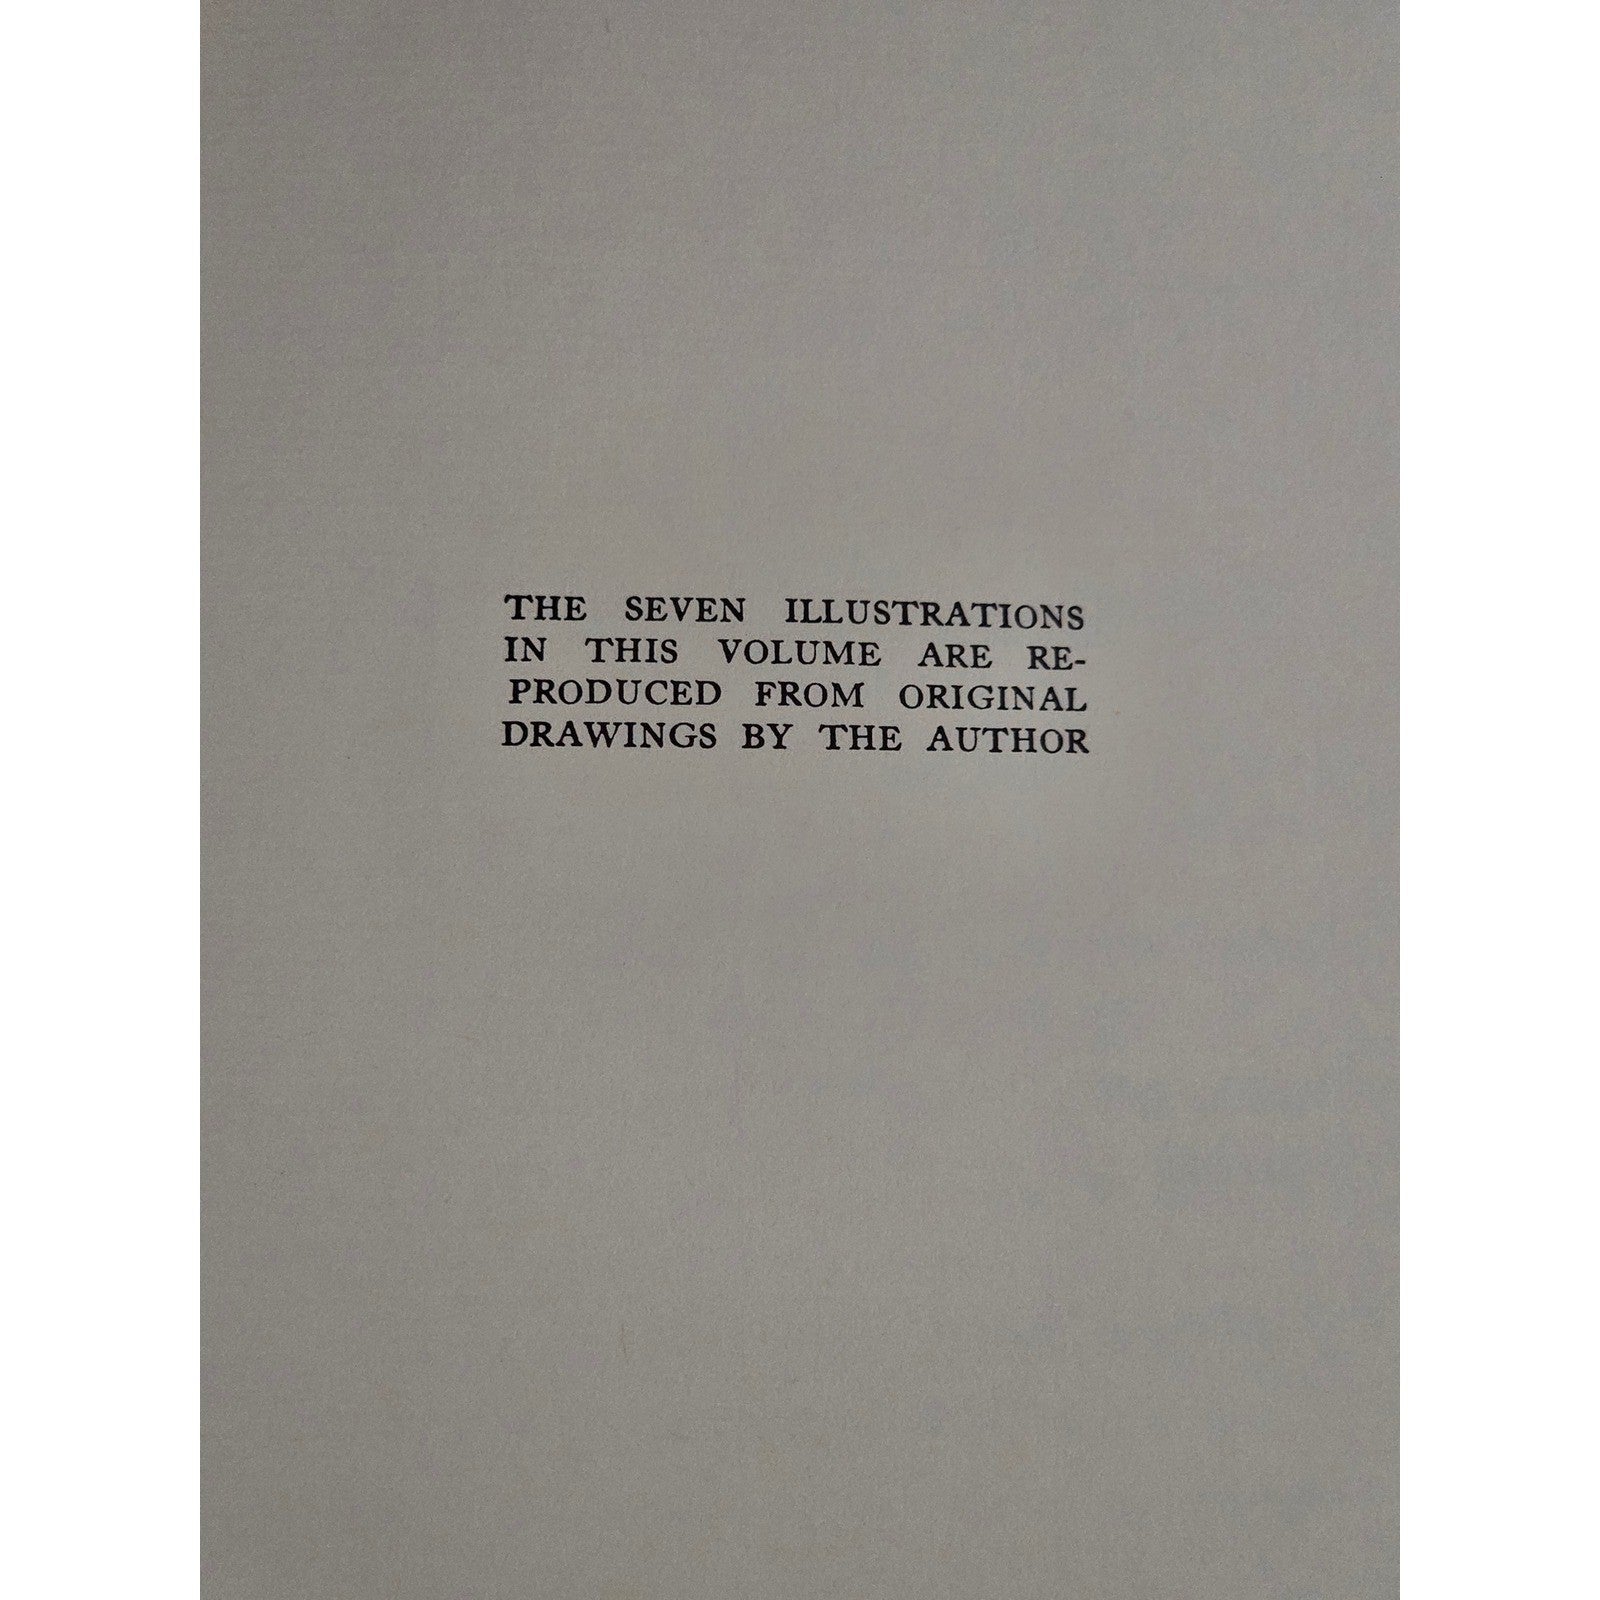 THE SEVEN ILLUSTRATIONS
IN THIS VOLUME ARE RE-
PRODUCED FROM ORIGINAL
DRAWINGS BY THE AUTHOR